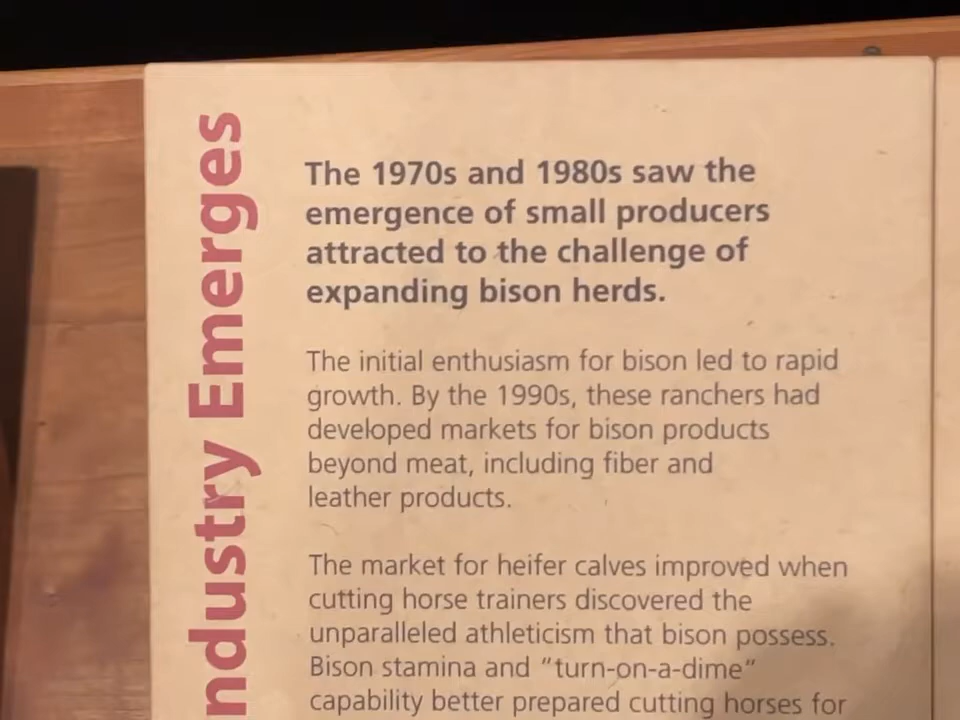 ndustry Emerges
The 1970s and 1980s saw the
emergence of small producers
attracted to the challenge of
expanding bison herds.
The initial enthusiasm for bison led to rapid
growth. By the 1990s, these ranchers had
developed markets for bison products
beyond meat, including fiber and
leather products.
The market for heifer calves improved when
cutting horse trainers discovered the
unparalleled athleticism that bison possess.
Bison stamina and "turn-on-a-dime"
capability better prepared cutting horses for